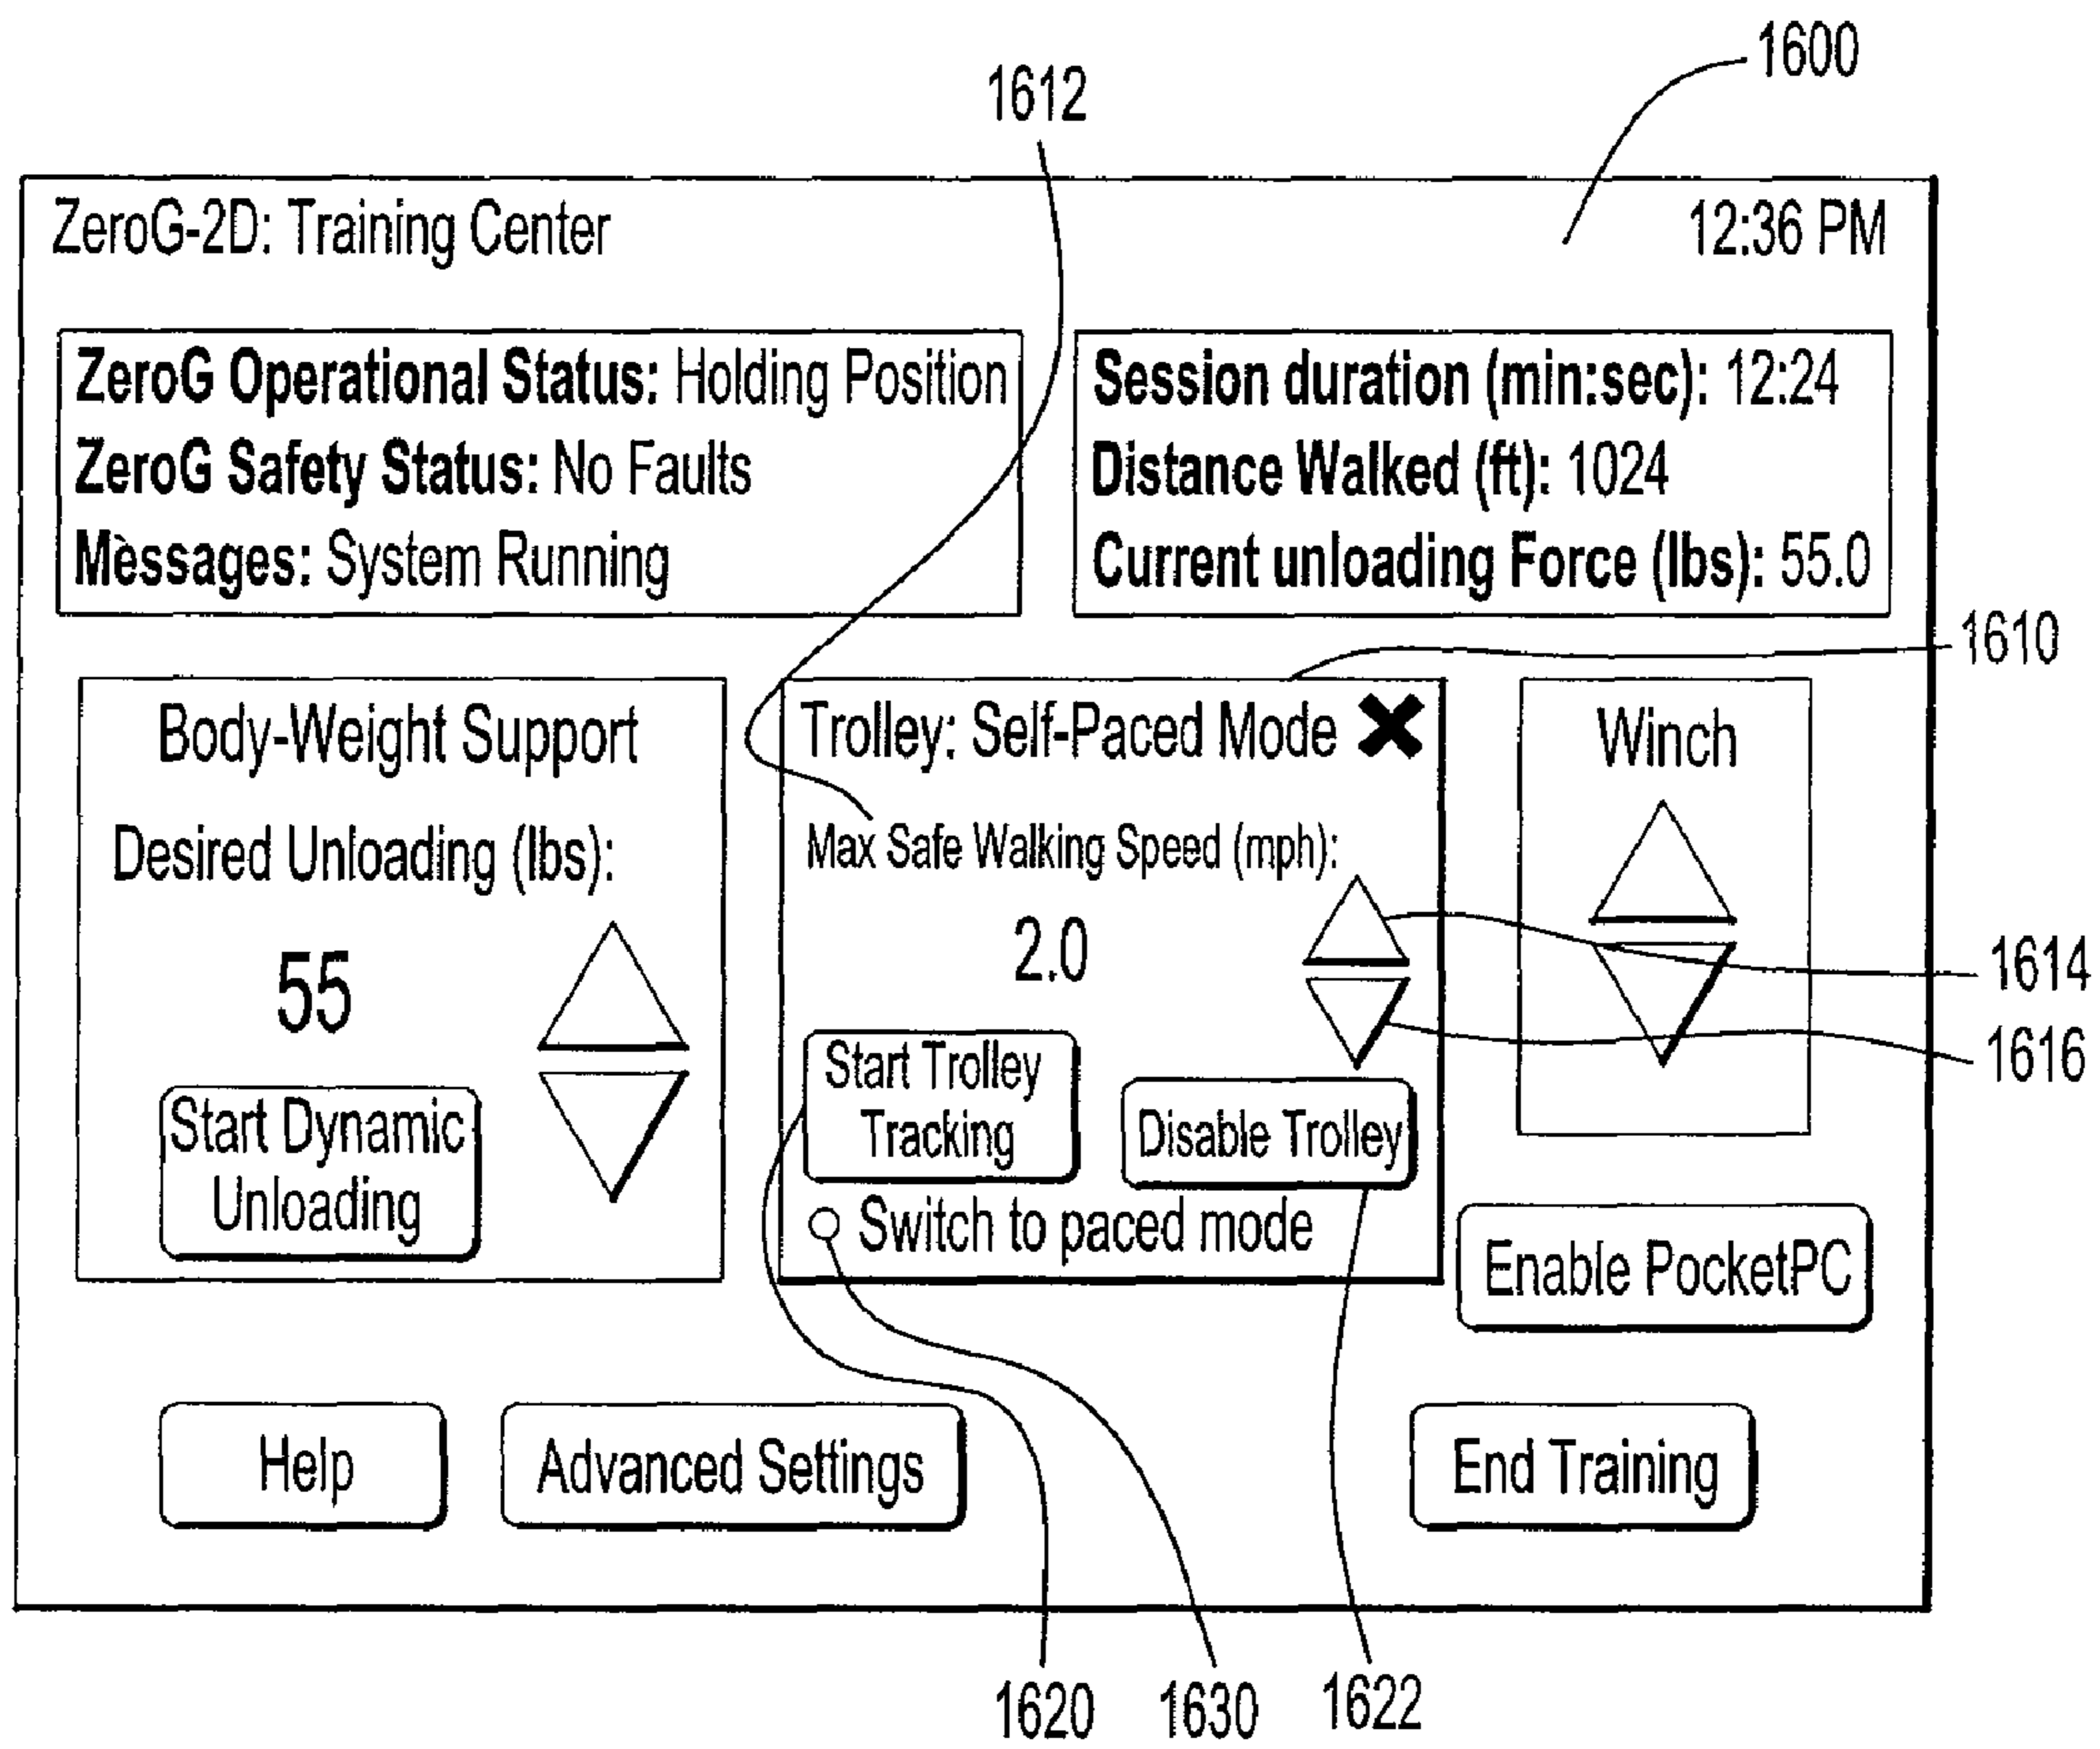 1600
1612
ZeroG-2D: Training Center
12:36 PM
ZeroG Operational Status: Holding Position
ZeroG Safety Status: No Faults
Messages: System Running
Session duration (min:sec): 12:24
Distance Walked (ft): 1024
Current unloading Force (lbs): 55.0
1610
Body-Weight Support
Desired Unloading (lbs):
55
Start Dynamic
Unloading
Trolley: Self-Paced Mode
Max Safe Walking Speed (mph):
2.0
Start Trolley
Tracking
Disable Trolley
Switch to paced mode
Winch
1614
1616
Enable PocketPC
Help
Advanced Settings
End Training
1620
1630
1622